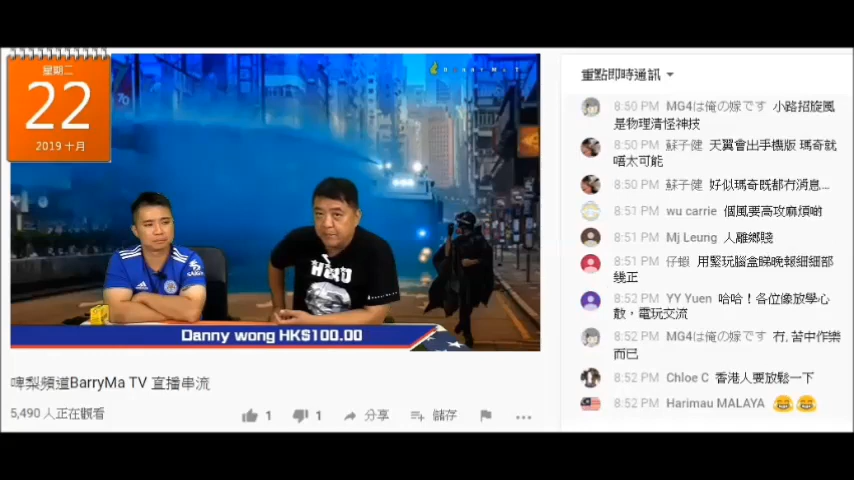 星期二
22
2019 十月
BARRYMATV
HERO
Danny wong HK$100.00
啤梨頻道BarryMa TV 直播串流
5,490 人正在觀看
1
1
分享
儲存
重點即時通訊
8:50 PM MG4は俺の嫁です 小路招旋風
是物理清怪神技
8:50 PM 蘇子健 天翼會出手機版 瑪奇就
唔太可能
8:50 PM 蘇子健 好似瑪奇既都冇消息...
8:51 PM wu carrie 個風要高攻麻煩啲
8:51 PM Mj Leung 人離鄉賤
8:51 PM 仔蝦 用緊玩腦盒睇晚報細細部
幾正
8:52 PM YY Yuen 哈哈！各位像放學心
散，電玩交流
8:52 PM MG4は俺の嫁です 冇, 苦中作樂
而已
8:52 PM Chloe C 香港人要放鬆一下
8:52 PM Harimau MALAYA 😂😂